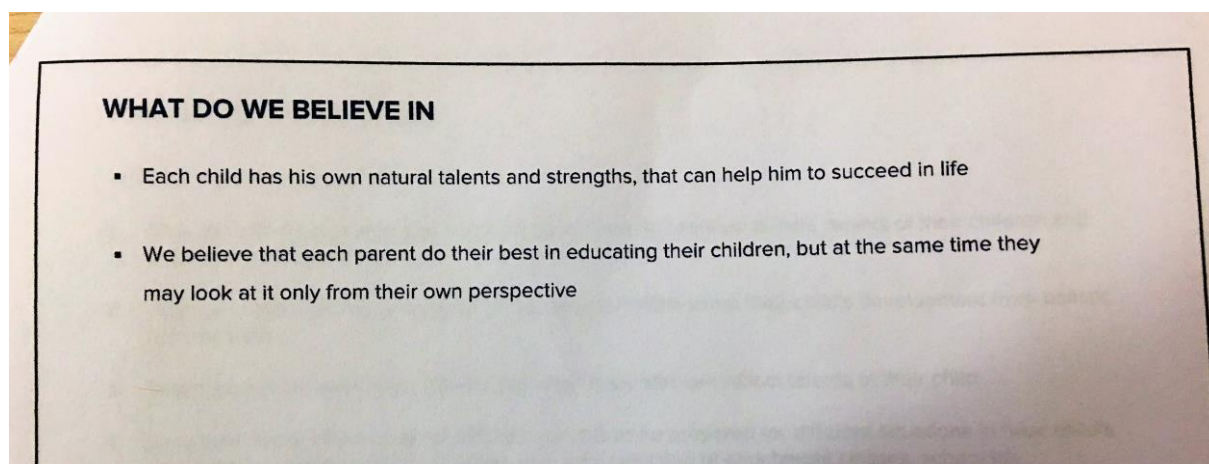 WHAT DO WE BELIEVE IN
▪ Each child has his own natural talents and strengths, that can help him to succeed in life
▪ We believe that each parent do their best in educating their children, but at the same time they
may look at it only from their own perspective